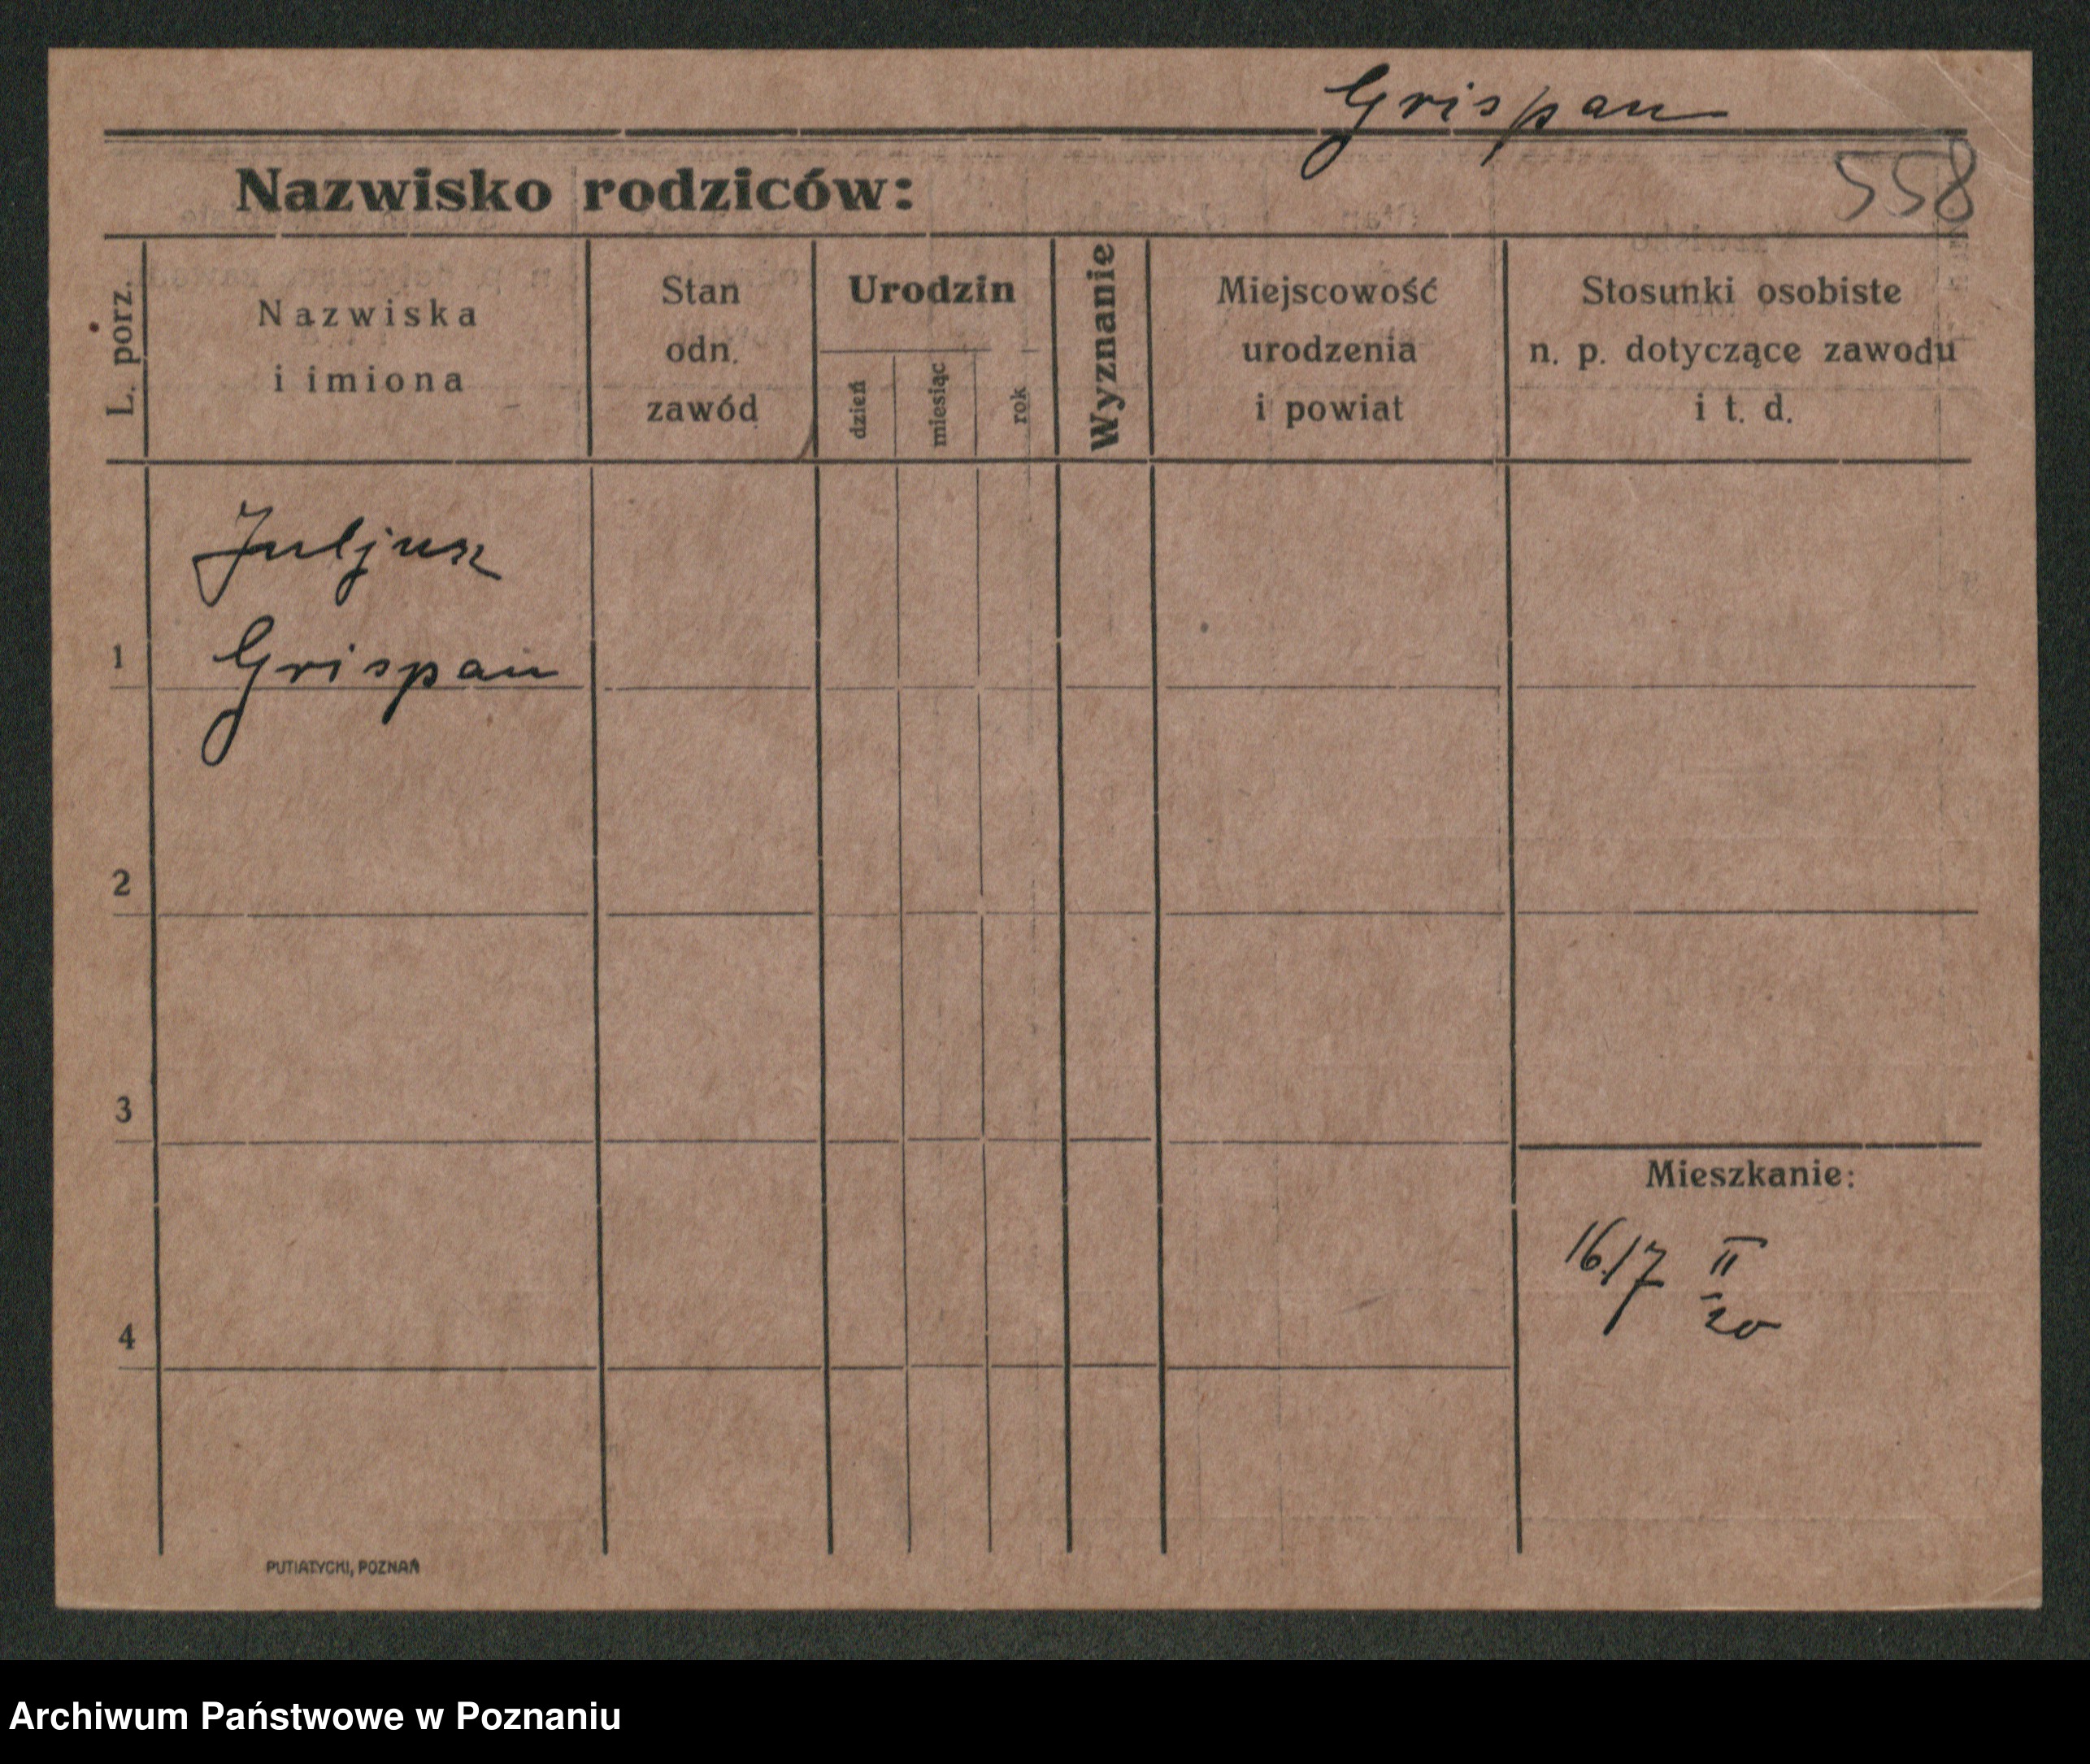 Grispan
558
Nazwisko rodziców:
L. porz.
Nazwiska
i imiona
Stan
odn.
zawód
Urodzin
dzień
miesiąc
rok
Wyznanie
Miejscowość
urodzenia
i powiat
Stosunki osobiste
n. p. dotyczące zawodu
i t. d.
Juljusz
1 Grispan
2
3
Mieszkanie:
16/7 II
20
4
PUTIATYCKI, POZNAŃ
Archiwum Państwowe w Poznaniu